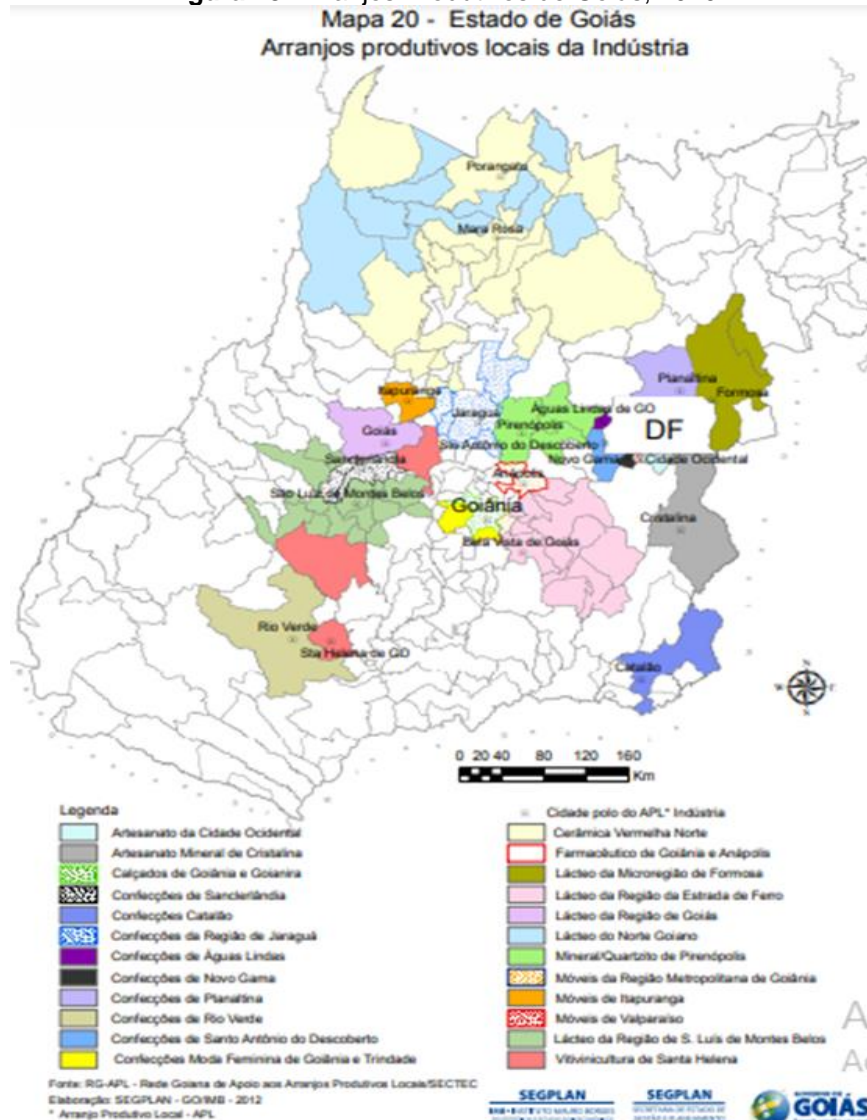 Mapa 20 - Estado de Goiás
Arranjos produtivos locais da Indústria
Porangatu
Mara Rosa
Itapuranga
Jaraguá
Goiás
Sanclerlândia
São Luiz de Montes Belos
Pirenópolis
Águas Lindas de GO
Planaltina
Formosa
DF
Sto Antônio do Descoberto
Novo Gama
Cidade Ocidental
Anápolis
Goiânia
Bela Vista de Goiás
Cristalina
Rio Verde
Sta Helena de GO
Catalão
0 20 40 80 120 160
Km
Legenda
Artesanato da Cidade Ocidental
Artesanato Mineral de Cristalina
Calçados de Goiânia e Goianira
Confecções de Sanclerlândia
Confecções Catalão
Confecções da Região de Jaraguá
Confecções de Águas Lindas
Confecções de Novo Gama
Confecções de Planaltina
Confecções de Rio Verde
Confecções de Santo Antônio do Descoberto
Confecções Moda Feminina de Goiânia e Trindade
Cidade polo do APL* Indústria
Cerâmica Vermelha Norte
Farmacêutico de Goiânia e Anápolis
Lácteo da Microregião de Formosa
Lácteo da Região da Estrada de Ferro
Lácteo da Região de Goiás
Lácteo do Norte Goiano
Mineral/Quartzito de Pirenópolis
Móveis da Região Metropolitana de Goiânia
Móveis de Itapuranga
Móveis de Valparaíso
Lácteo da Região de S. Luís de Montes Belos
Vitivinicultura de Santa Helena
Fonte: RG-APL - Rede Goiana de Apoio aos Arranjos Produtivos Locais/SECTEC
Elaboração: SEGPLAN - GO/IMB - 2012
* Arranjo Produtivo Local - APL
SEGPLAN
SEGPLAN
GOIÁS